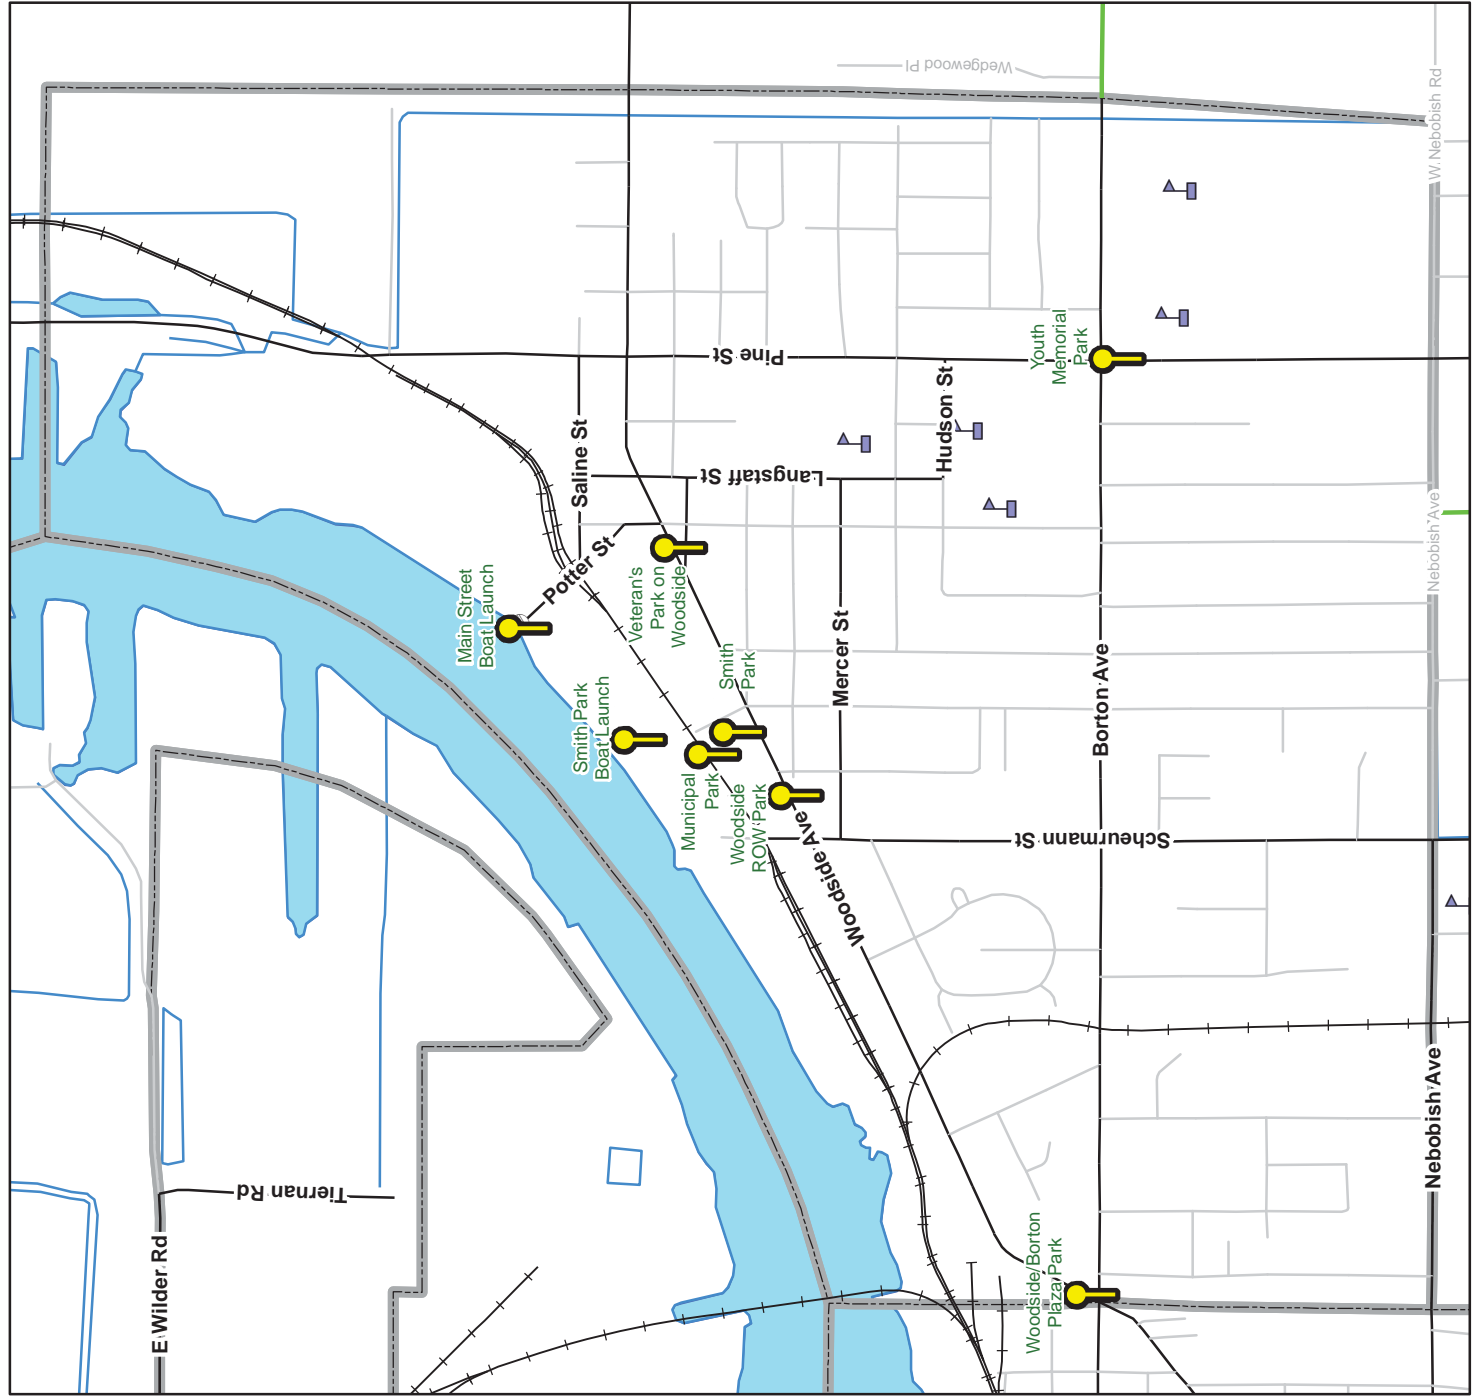 Wedgewood Pl
W. Nebobish Rd
Youth
Memorial
Park
Pine St
Hudson St
Saline St
Langstaff St
Nebobish Ave
Potter St
Main Street
Boat Launch
Veteran's
Park on
Woodside
Smith
Park
Mercer St
Borton Ave
Smith Park
Boat Launch
Municipal
Park
Woodside
ROW Park
Scheurmann St
Woodside Ave
Nebobish Ave
Tiernan Rd
E Wilder Rd
Woodside/Borton
Plaza Park